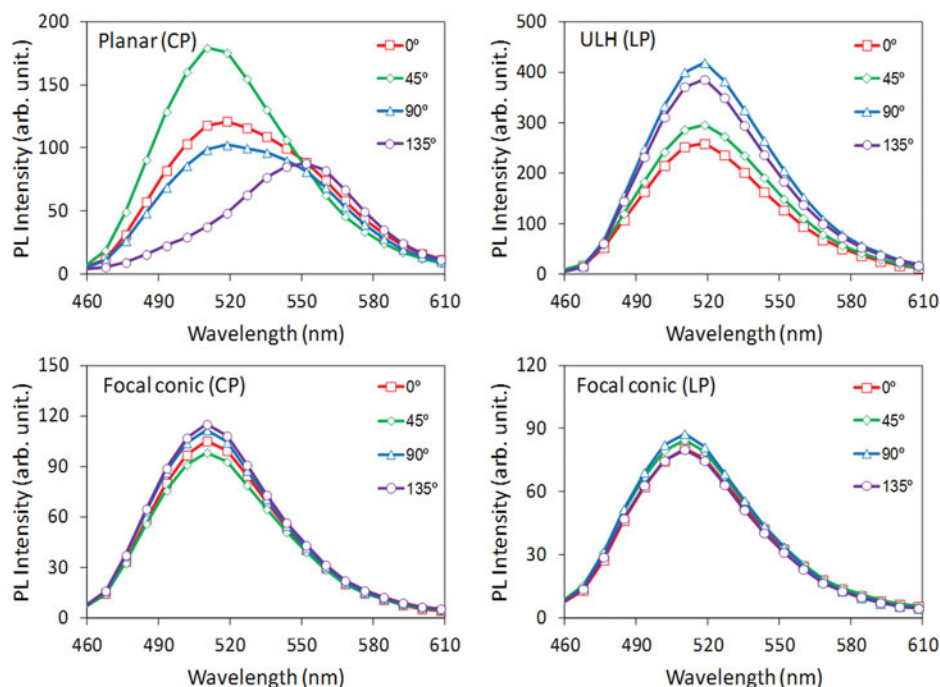 PL Intensity (arb. unit.)
200
150
100
50
0
Planar (CP)
0º
45º
90º
135º
460 490 520 550 580 610
Wavelength (nm)
PL Intensity (arb. unit.)
500
400
300
200
100
0
ULH (LP)
0º
45º
90º
135º
460 490 520 550 580 610
Wavelength (nm)
PL Intensity (arb. unit.)
150
120
90
60
30
0
Focal conic (CP)
0º
45º
90º
135º
460 490 520 550 580 610
Wavelength (nm)
PL Intensity (arb. unit.)
120
90
60
30
0
Focal conic (LP)
0º
45º
90º
135º
460 490 520 550 580 610
Wavelength (nm)